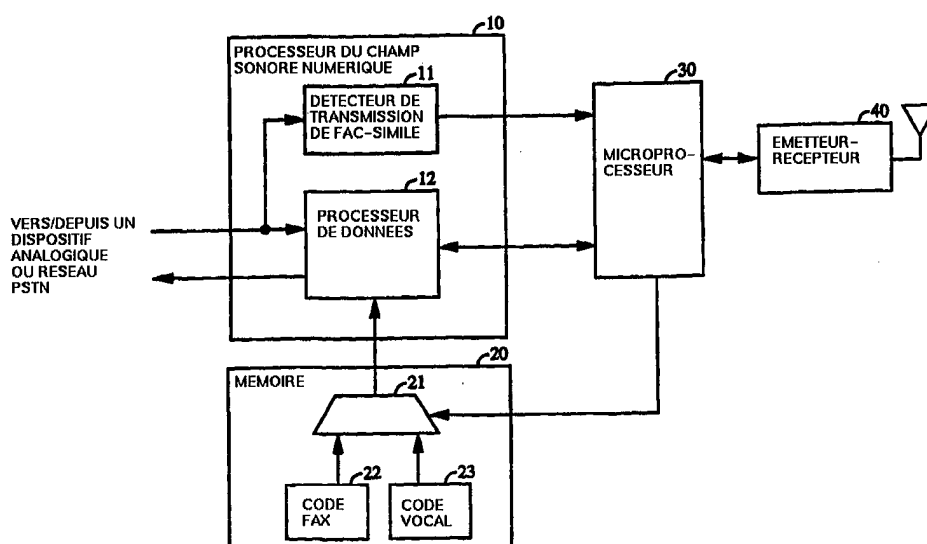 10
PROCESSEUR DU CHAMP
SONORE NUMERIQUE
11
DETECTEUR DE
TRANSMISSION
DE FAC-SIMILE
30
MICROPRO-
CESSEUR
40
EMETTEUR-
RECEPTEUR
12
PROCESSEUR
DE DONNEES
VERS/DEPUIS UN
DISPOSITIF
ANALOGIQUE
OU RESEAU
PSTN
20
MEMOIRE
21
22
CODE
FAX
23
CODE
VOCAL